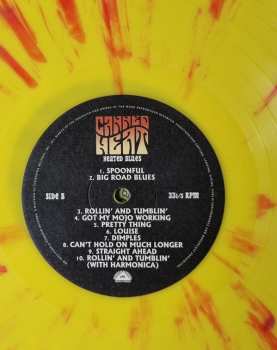 CANNED
HEAT
HEATED BLUES
1. SPOONFUL
2. BIG ROAD BLUES
SIDE B
33 1/3 RPM
3. ROLLIN' AND TUMBLIN'
4. GOT MY MOJO WORKING
5. PRETTY THING
6. LOUISE
7. DIMPLES
8. CAN'T HOLD ON MUCH LONGER
9. STRAIGHT AHEAD
10. ROLLIN' AND TUMBLIN'
(WITH HARMONICA)